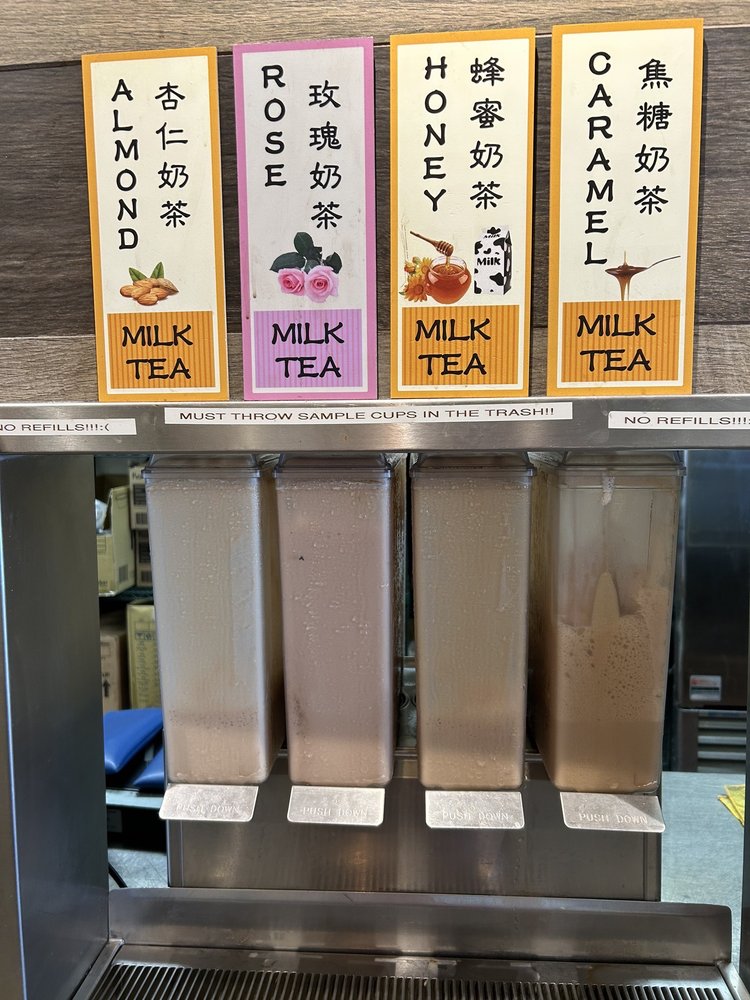 ALMOND
杏仁奶茶
MILK
TEA
ROSE
玫瑰奶茶
MILK
TEA
HONEY
蜂蜜奶茶
MILK
Milk
MILK
TEA
CARAMEL
焦糖奶茶
MILK
TEA
NO REFILLS!!!:(
MUST THROW SAMPLE CUPS IN THE TRASH!!
NO REFILLS!!!:
PUSH DOWN
PUSH DOWN
PUSH DOWN
PUSH DOWN